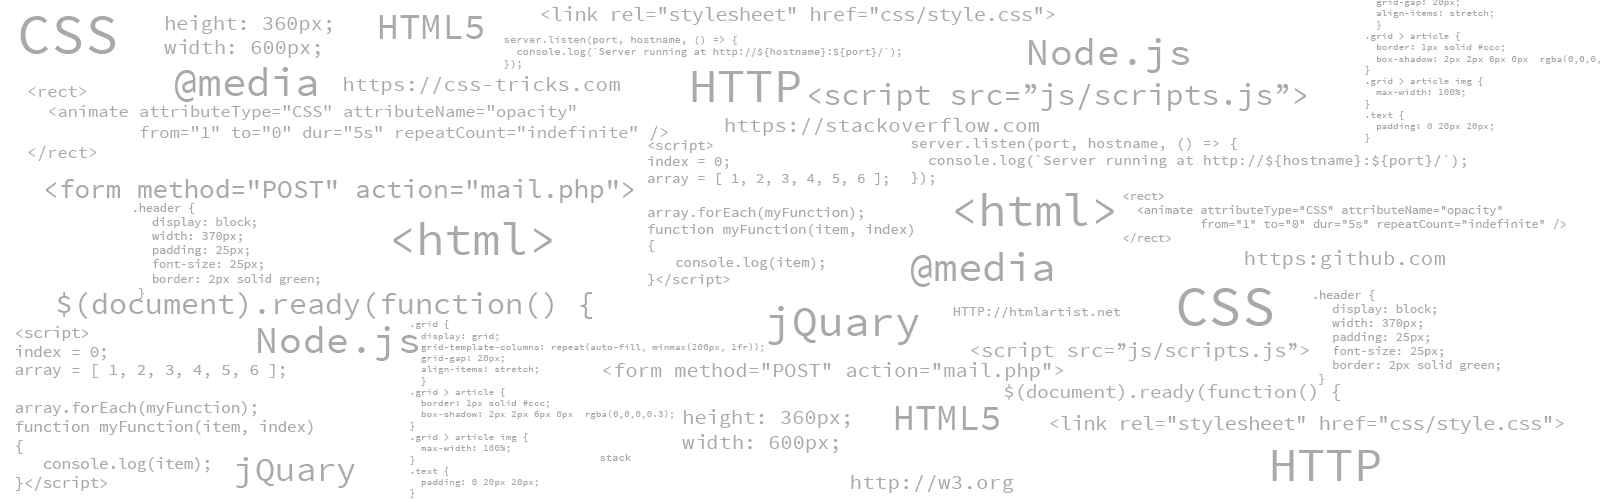 CSS
height: 360px;
width: 600px;
HTML5
<link rel="stylesheet" href="css/style.css">
server.listen(port, hostname, () => {
console.log(`Server running at http://${hostname}:${port}/`);
});
Node.js
grid-gap: 20px;
align-items: stretch;
}
.grid > article {
border: 1px solid #ccc;
box-shadow: 2px 2px 6px 0px rgba(0,0,0,
}
.grid > article img {
max-width: 100%;
}
.text {
padding: 0 20px 20px;
}
@media
https://css-tricks.com
HTTP
<script src=”js/scripts.js”>
<rect>
<animate attributeType="CSS" attributeName="opacity"
from="1" to="0" dur="5s" repeatCount="indefinite" />
</rect>
https://stackoverflow.com
<script>
index = 0;
array = [ 1, 2, 3, 4, 5, 6 ];
array.forEach(myFunction);
function myFunction(item, index)
{
console.log(item);
}</script>
server.listen(port, hostname, () => {
console.log(`Server running at http://${hostname}:${port}/`);
});
<form method="POST" action="mail.php">
.header {
display: block;
width: 370px;
padding: 25px;
font-size: 25px;
border: 2px solid green;
}
<html>
<html>
<rect>
<animate attributeType="CSS" attributeName="opacity"
from="1" to="0" dur="5s" repeatCount="indefinite" />
</rect>
@media
https:github.com
$(document).ready(function() {
jQuary
HTTP://htmlartist.net
CSS
.header {
display: block;
width: 370px;
padding: 25px;
font-size: 25px;
border: 2px solid green;
}
<script>
index = 0;
array = [ 1, 2, 3, 4, 5, 6 ];
array.forEach(myFunction);
function myFunction(item, index)
{
console.log(item);
}</script>
Node.js
.grid {
display: grid;
grid-template-columns: repeat(auto-fill, minmax(200px, 1fr));
grid-gap: 20px;
align-items: stretch;
}
.grid > article {
border: 1px solid #ccc;
box-shadow: 2px 2px 6px 0px rgba(0,0,0,0.3);
}
.grid > article img {
max-width: 100%;
}
.text {
padding: 0 20px 20px;
}
<script src=”js/scripts.js”>
<form method="POST" action="mail.php">
$(document).ready(function() {
height: 360px;
width: 600px;
HTML5
<link rel="stylesheet" href="css/style.css">
jQuary
stack
http://w3.org
HTTP